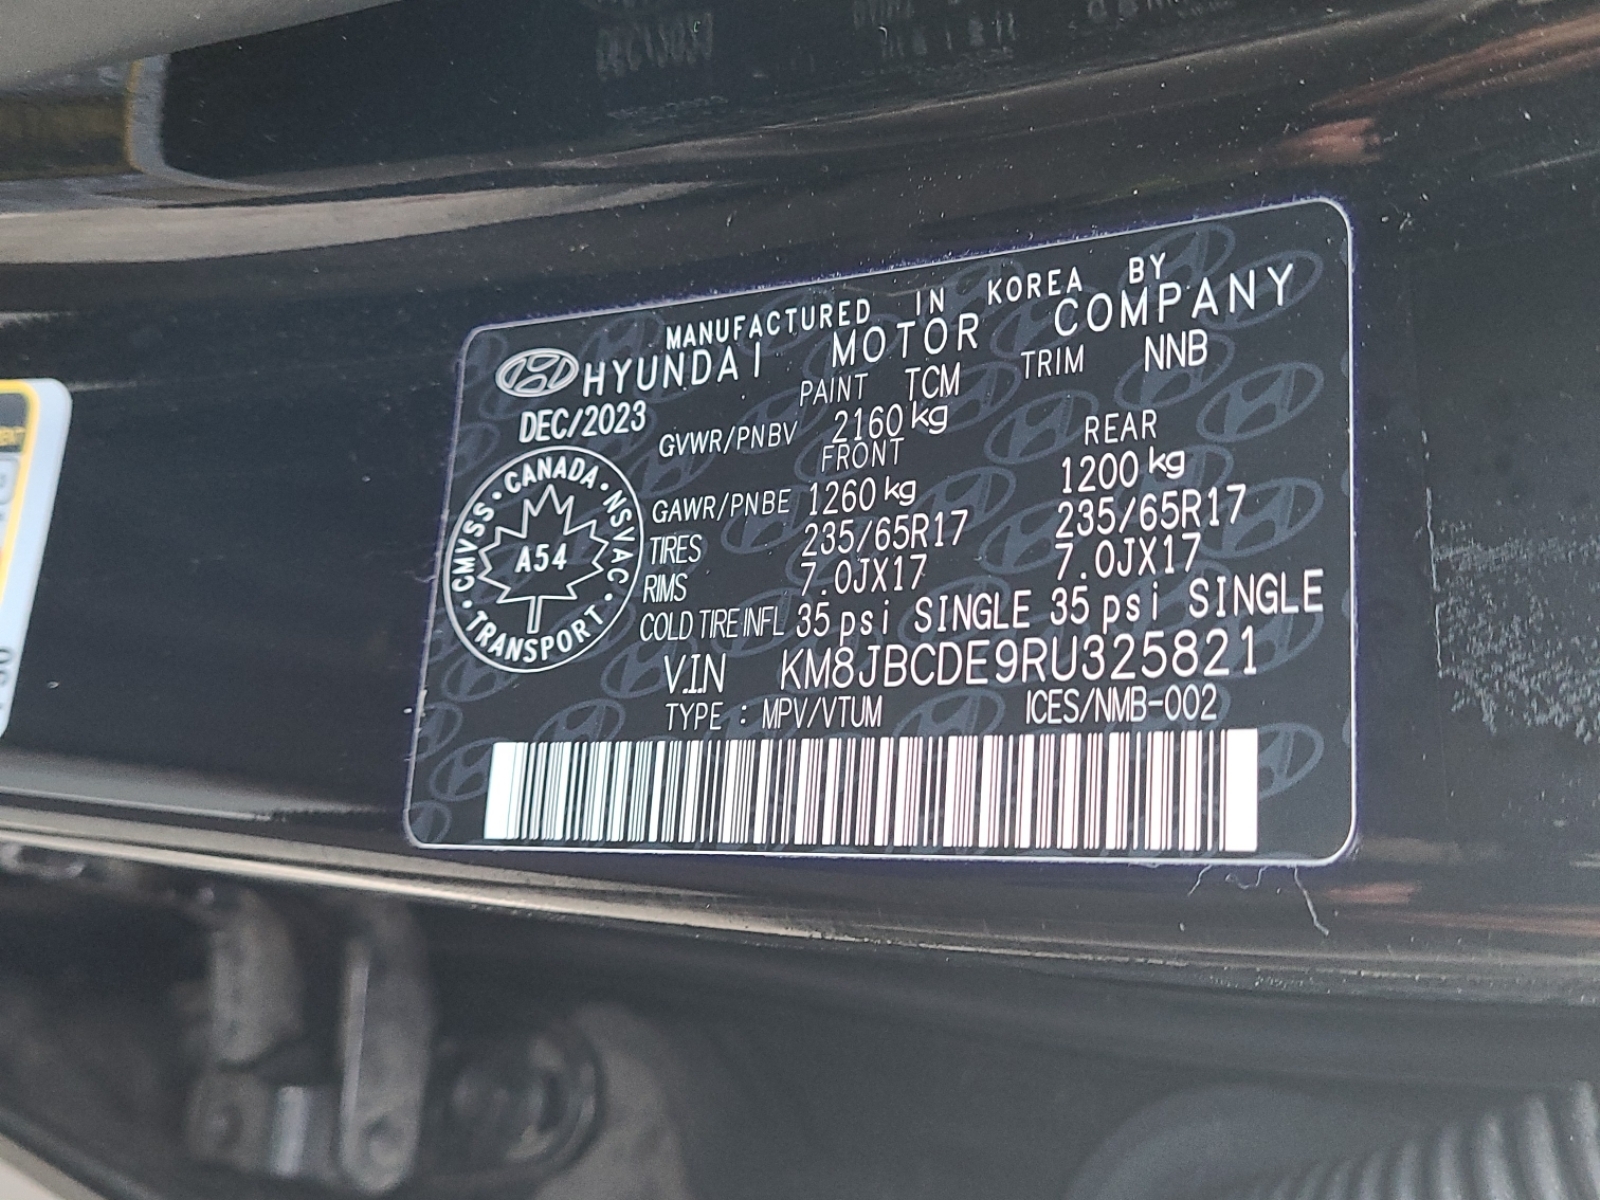 MANUFACTURED IN KOREA BY
HYUNDAI MOTOR COMPANY
DEC/2023 PAINT TCM TRIM NNB
GVWR/PNBV 2160 kg
FRONT REAR
GAWR/PNBE 1260 kg 1200 kg
TIRES 235/65R17 235/65R17
RIMS 7.0JX17 7.0JX17
COLD TIRE INFL 35 psi SINGLE 35 psi SINGLE
V.I.N KM8JBCDE9RU325821
TYPE : MPV/VTUM ICES/NMB-002
CMVSS • CANADA • NSVAC • TRANSPORT •
A54